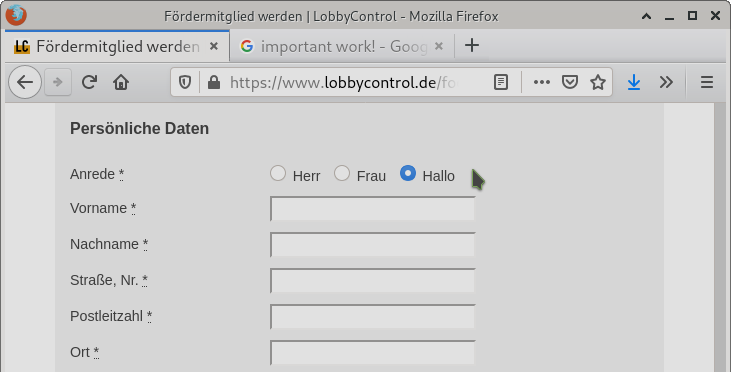 Fördermitglied werden | LobbyControl - Mozilla Firefox
LC Fördermitglied werden
G important work! - Goog
https://www.lobbycontrol.de/fo
Persönliche Daten
Anrede * Herr Frau Hallo
Vorname *
Nachname *
Straße, Nr. *
Postleitzahl *
Ort *